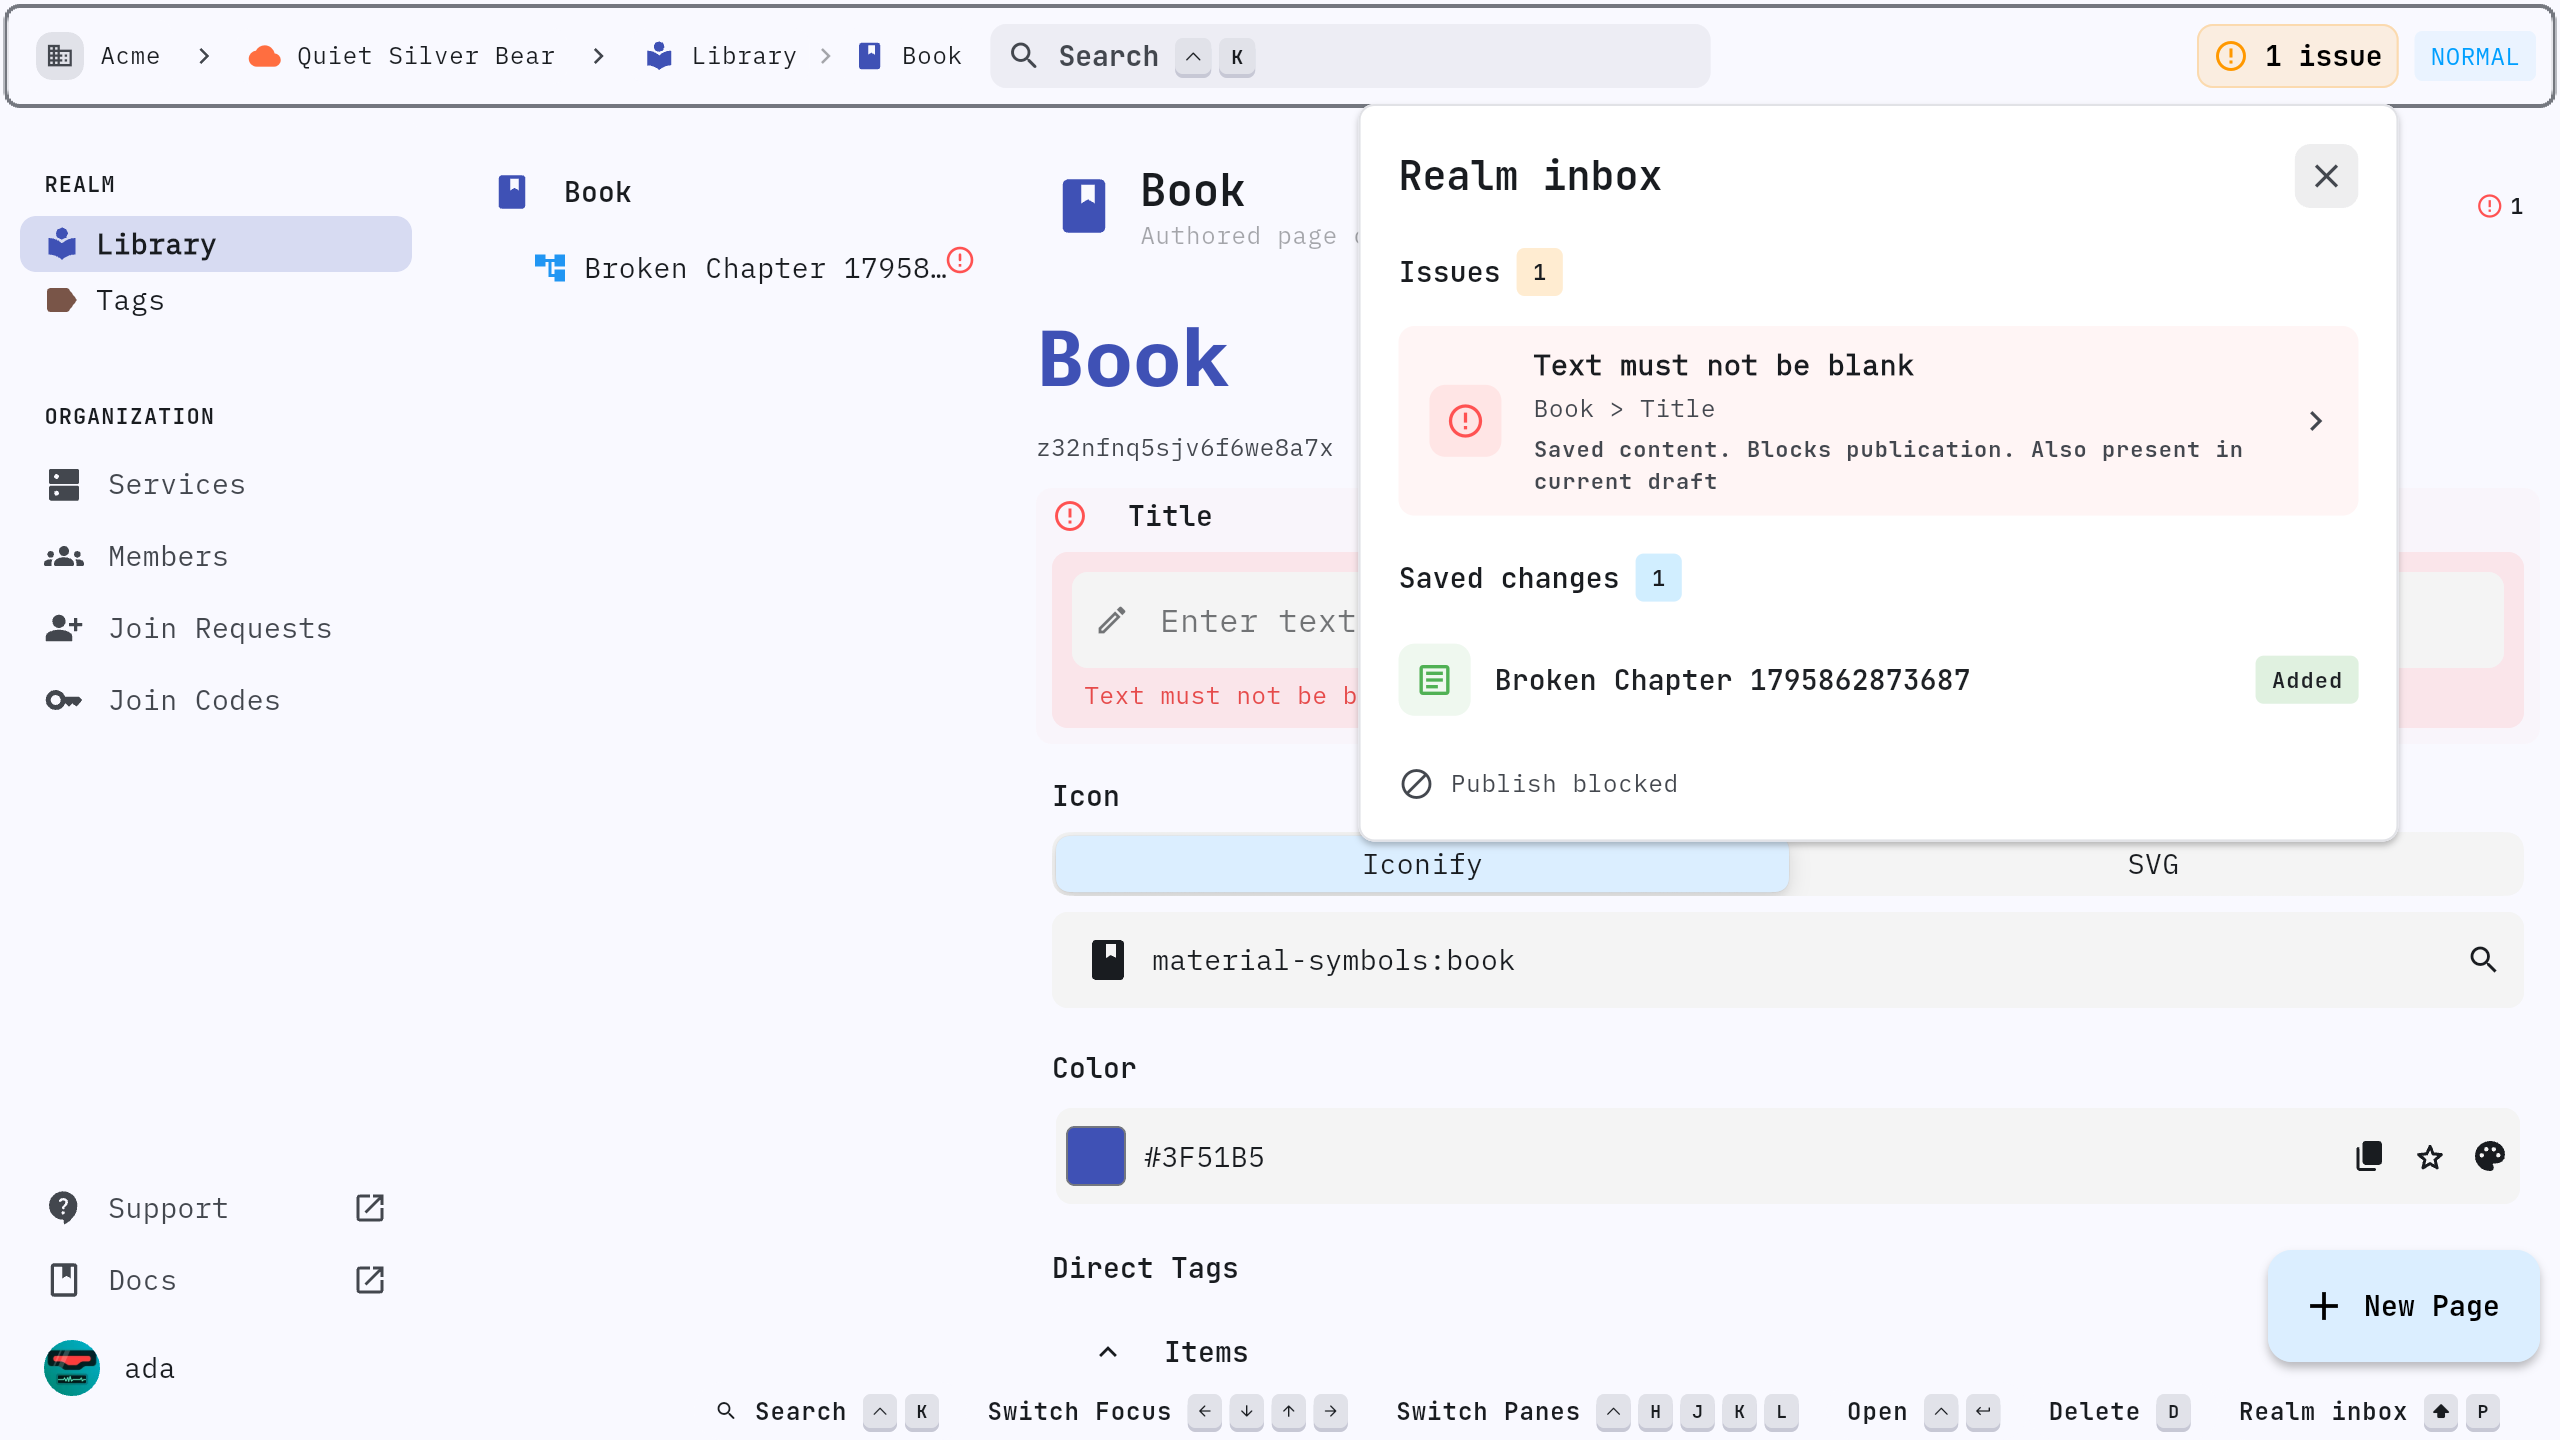 Acme
Quiet Silver Bear
Library
Book
Search
K
1 issue
NORMAL
REALM
Library
Tags
ORGANIZATION
Services
Members
Join Requests
Join Codes
Support
Docs
ada
Book
Broken Chapter 17958…
Book
Authored page
1
Book
z32nfnq5sjv6f6we8a7x
Title
Enter text
Text must not be b
Icon
Iconify
SVG
material-symbols:book
Color
#3F51B5
Direct Tags
Items
New Page
Realm inbox
Issues 1
Text must not be blank
Book > Title
Saved content. Blocks publication. Also present in
current draft
Saved changes 1
Broken Chapter 1795862873687
Added
Publish blocked
Search K
Switch Focus ← ↓ ↑ →
Switch Panes H J K L
Open
Delete D
Realm inbox P